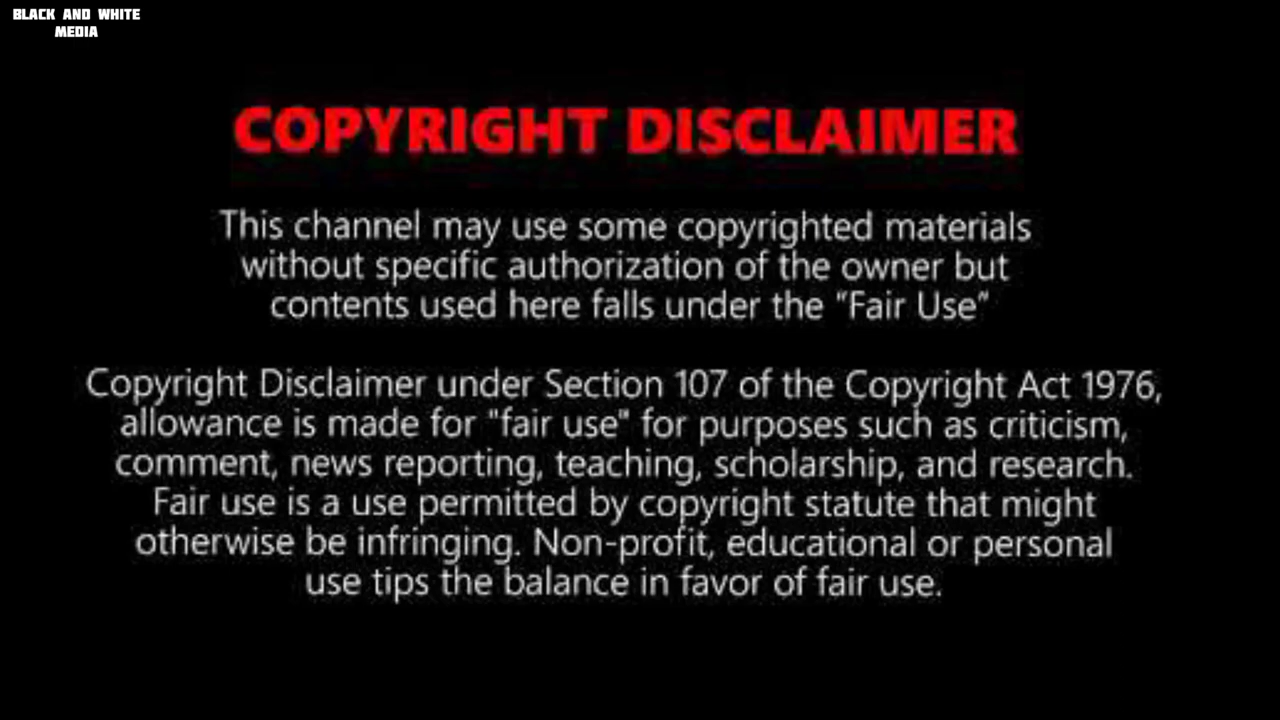 BLACK AND WHITE
MEDIA
COPYRIGHT DISCLAIMER
This channel may use some copyrighted materials
without specific authorization of the owner but
contents used here falls under the "Fair Use"
Copyright Disclaimer under Section 107 of the Copyright Act 1976,
allowance is made for "fair use" for purposes such as criticism,
comment, news reporting, teaching, scholarship, and research.
Fair use is a use permitted by copyright statute that might
otherwise be infringing. Non-profit, educational or personal
use tips the balance in favor of fair use.